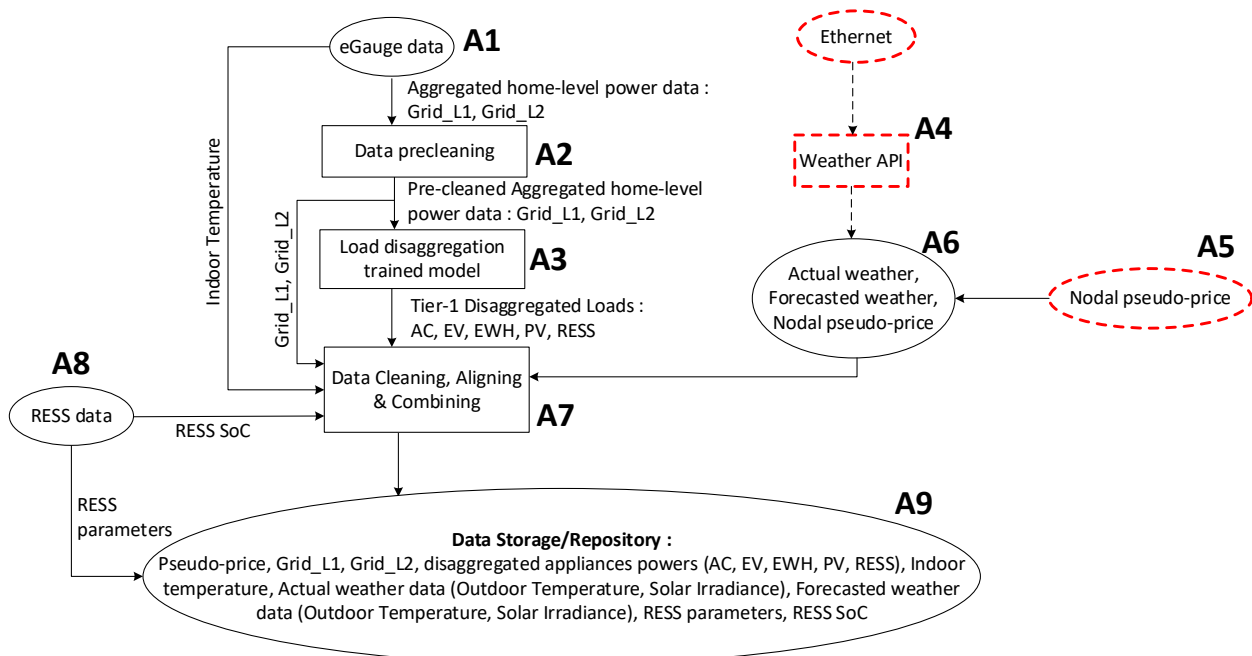 eGauge data
A1
Ethernet
Aggregated home-level power data :
Grid_L1, Grid_L2
Indoor Temperature
Data precleaning
A2
A4
Weather API
Pre-cleaned Aggregated home-level
power data : Grid_L1, Grid_L2
Grid_L1, Grid_L2
Load disaggregation
trained model
A3
A6
Actual weather,
Forecasted weather,
Nodal pseudo-price
A5
Nodal pseudo-price
Tier-1 Disaggregated Loads :
AC, EV, EWH, PV, RESS
A8
RESS data
Data Cleaning, Aligning
& Combining
A7
RESS SoC
RESS
parameters
A9
Data Storage/Repository :
Pseudo-price, Grid_L1, Grid_L2, disaggregated appliances powers (AC, EV, EWH, PV, RESS), Indoor
temperature, Actual weather data (Outdoor Temperature, Solar Irradiance), Forecasted weather
data (Outdoor Temperature, Solar Irradiance), RESS parameters, RESS SoC